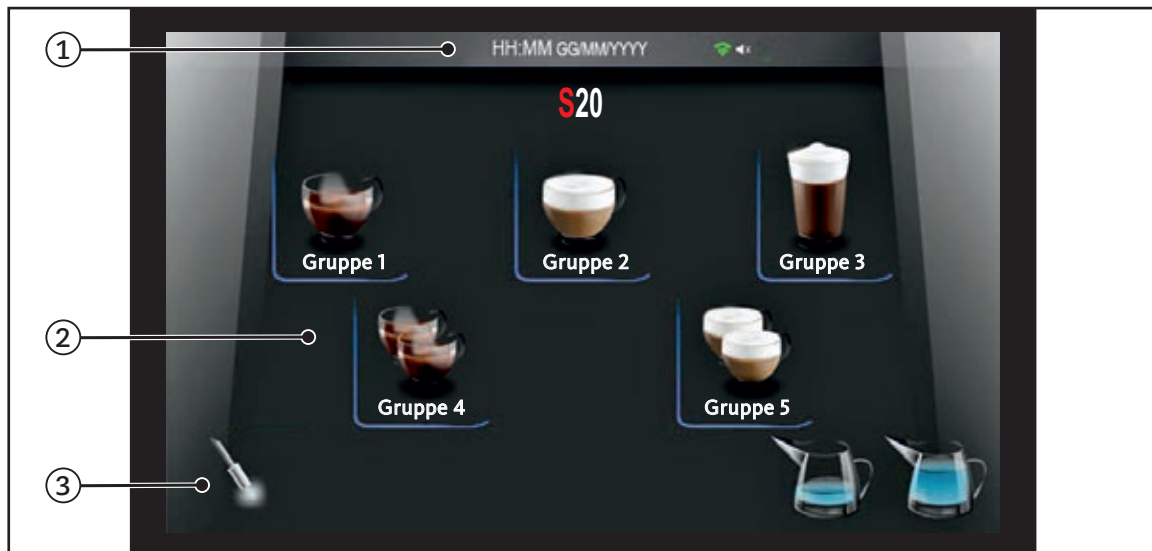 1
HH:MM GG/MM/YYYY
S20
Gruppe 1
Gruppe 2
Gruppe 3
2
Gruppe 4
Gruppe 5
3